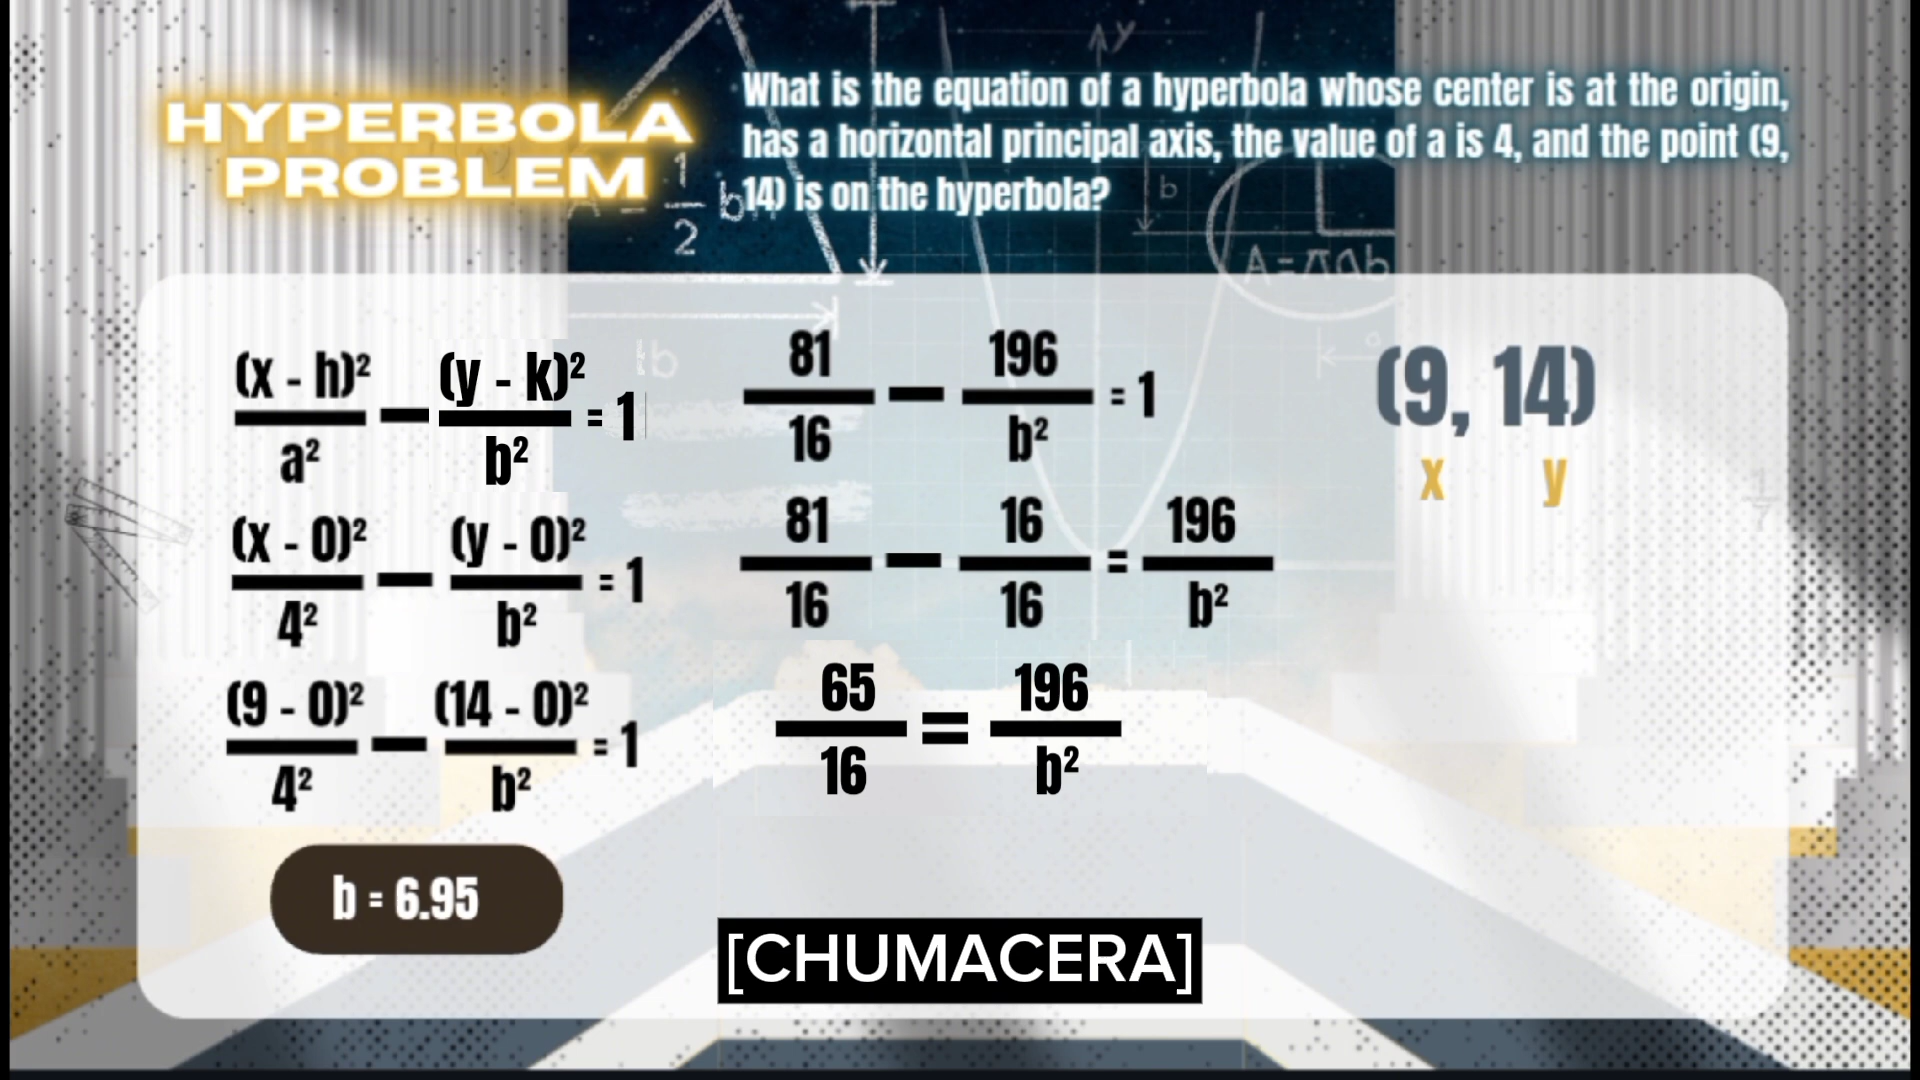 HYPERBOLA
PROBLEM
What is the equation of a hyperbola whose center is at the origin,
has a horizontal principal axis, the value of a is 4, and the point (9,
14) is on the hyperbola?
(x - h)² / a² − (y - k)² / b² = 1
(x - 0)² / 4² − (y - 0)² / b² = 1
(9 - 0)² / 4² − (14 - 0)² / b² = 1
b = 6.95
81 / 16 − 196 / b² = 1
81 / 16 − 16 / 16 = 196 / b²
65 / 16 = 196 / b²
(9, 14)
x y
[CHUMACERA]
y
1
2
b
b
A=πab